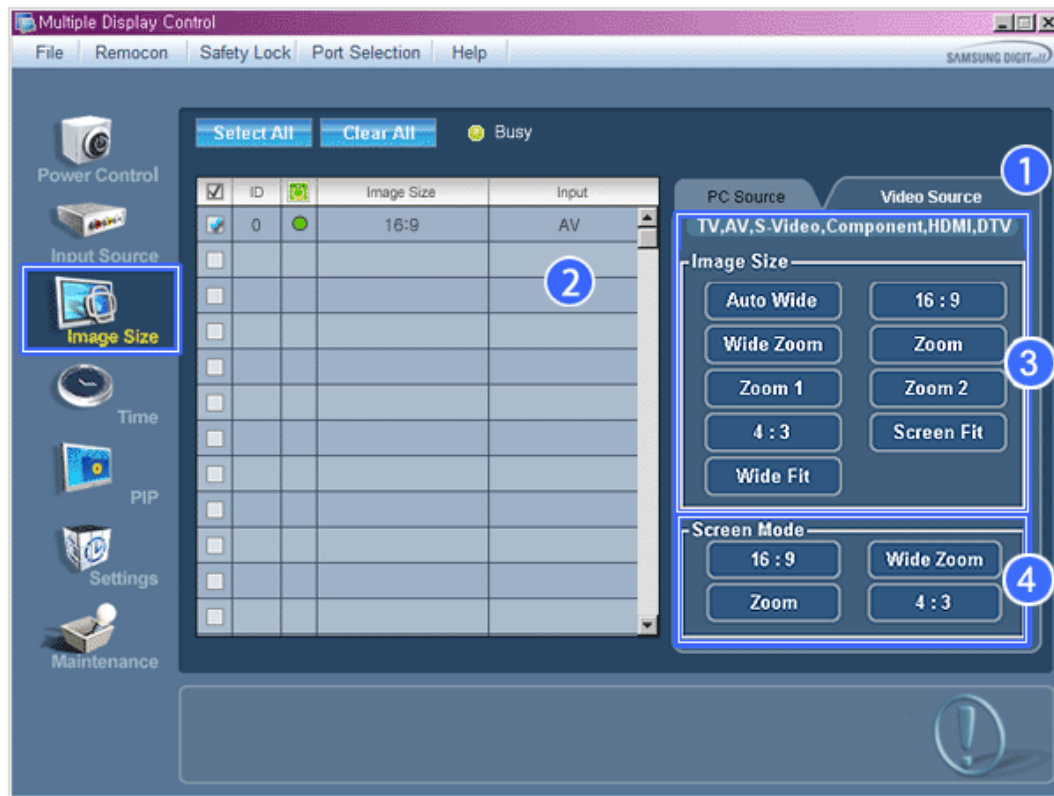 Multiple Display Control
File Remocon Safety Lock Port Selection Help
SAMSUNG DIGITall
Select All Clear All Busy
Power Control
Input Source
Image Size
Time
PIP
Settings
Maintenance
ID Image Size Input
0 16:9 AV
1
2
3
4
PC Source Video Source
TV,AV,S-Video,Component,HDMI,DTV
Image Size
Auto Wide 16 : 9
Wide Zoom Zoom
Zoom 1 Zoom 2
4 : 3 Screen Fit
Wide Fit
Screen Mode
16 : 9 Wide Zoom
Zoom 4 : 3